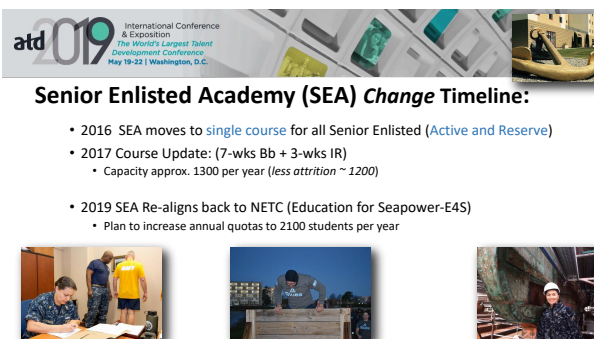 atd 2019
International Conference
& Exposition
The World's Largest Talent
Development Conference
May 19-22 | Washington, D.C.
Senior Enlisted Academy (SEA) Change Timeline:
• 2016 SEA moves to single course for all Senior Enlisted (Active and Reserve)
• 2017 Course Update: (7-wks Bb + 3-wks IR)
• Capacity approx. 1300 per year (less attrition ~ 1200)
• 2019 SEA Re-aligns back to NETC (Education for Seapower-E4S)
• Plan to increase annual quotas to 2100 students per year